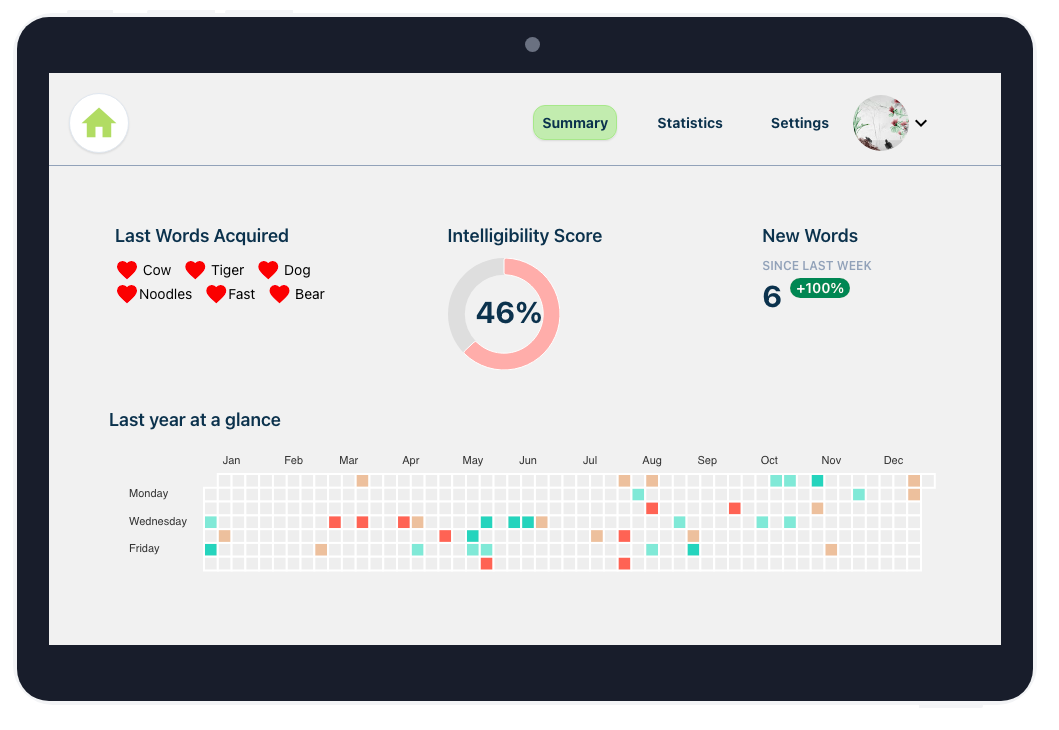 Summary Statistics Settings
Last Words Acquired
Cow Tiger Dog
Noodles Fast Bear
Intelligibility Score
46%
New Words
SINCE LAST WEEK
6 +100%
Last year at a glance
Jan Feb Mar Apr May Jun Jul Aug Sep Oct Nov Dec
Monday
Wednesday
Friday